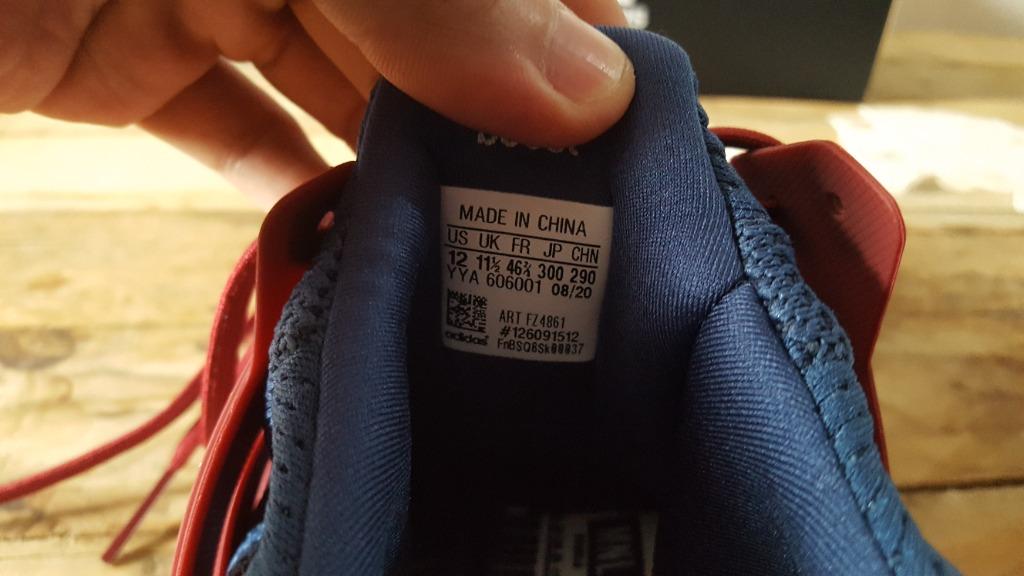 MADE IN CHINA
US UK FR JP CHN
12 11½ 46⅔ 300 290
YYA 606001 08/20
ART FZ4861
#126091512
adidas